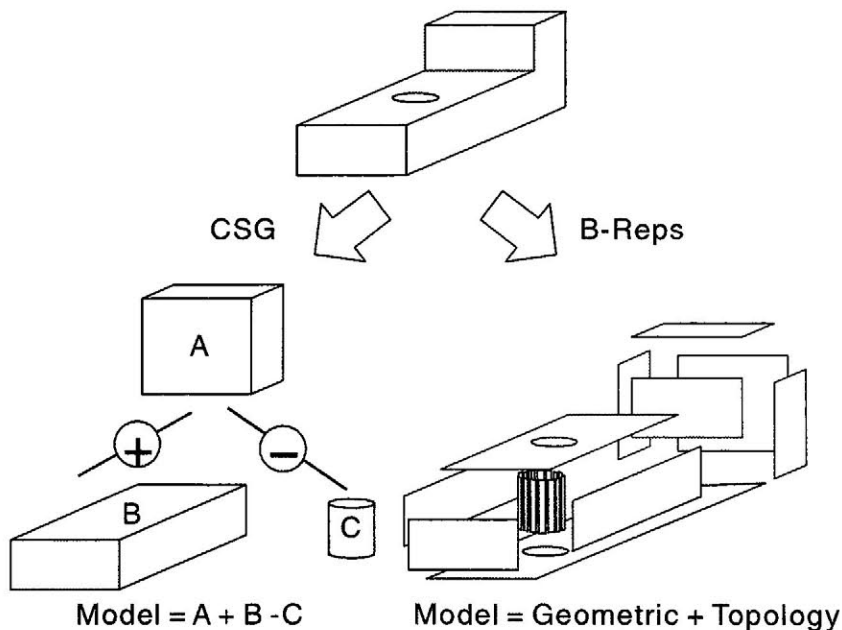 CSG
B-Reps
A
+
−
B
C
Model = A + B - C
Model = Geometric + Topology